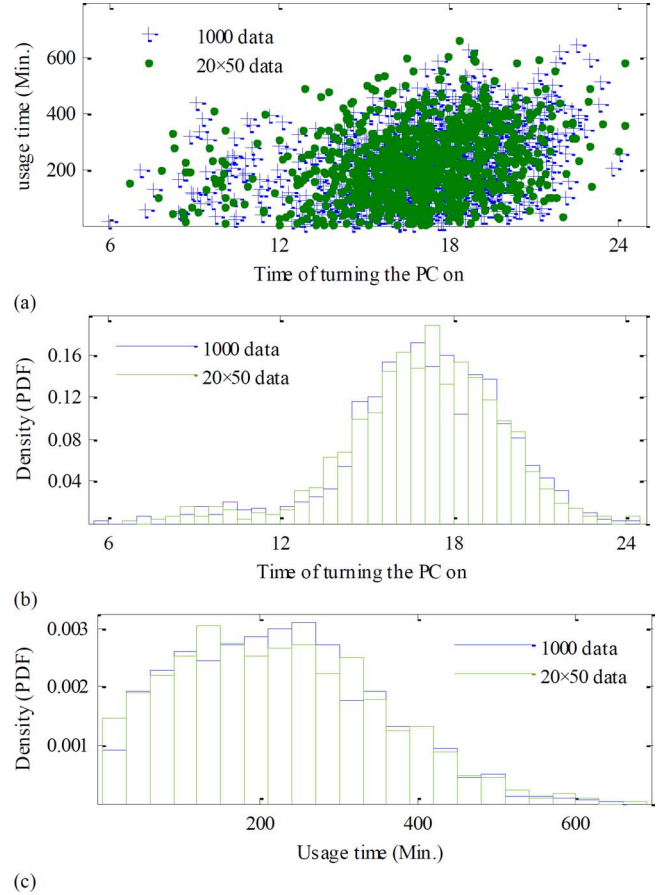 1000 data
20×50 data
usage time (Min.)
600
400
200
6 12 18 24
Time of turning the PC on
(a)
1000 data
20×50 data
Density (PDF)
0.16
0.12
0.08
0.04
6 12 18 24
Time of turning the PC on
(b)
1000 data
20×50 data
Density (PDF)
0.003
0.002
0.001
200 400 600
Usage time (Min.)
(c)